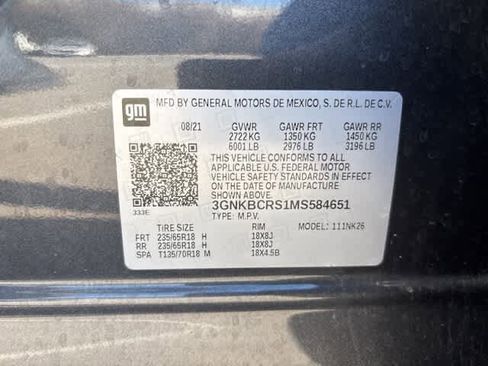 gm
MFD BY GENERAL MOTORS DE MEXICO, S. DE R.L. DE C.V.
08/21 GVWR GAWR FRT GAWR RR
2722 KG 1350 KG 1450 KG
6001 LB 2976 LB 3196 LB
THIS VEHICLE CONFORMS TO ALL
APPLICABLE U.S. FEDERAL MOTOR
VEHICLE SAFETY STANDARDS IN EFFECT
ON THE DATE OF MANUFACTURE
SHOWN ABOVE.
3GNKBCRS1MS584651
333E TYPE: M.P.V.
TIRE SIZE RIM MODEL: 111NK26
FRT 235/65R18 H 18X8J
RR 235/65R18 H 18X8J
SPA T135/70R18 M 18X4.5B